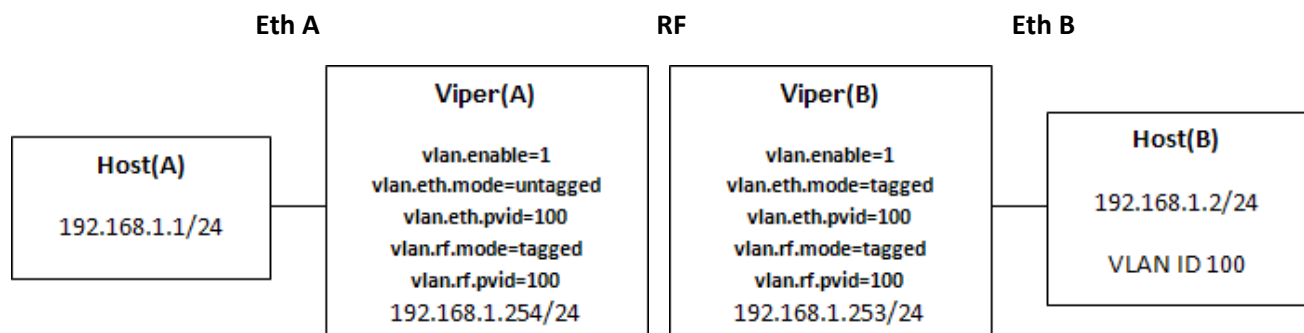 Eth A
RF
Eth B
Host(A)
192.168.1.1/24
Viper(A)
vlan.enable=1
vlan.eth.mode=untagged
vlan.eth.pvid=100
vlan.rf.mode=tagged
vlan.rf.pvid=100
192.168.1.254/24
Viper(B)
vlan.enable=1
vlan.eth.mode=tagged
vlan.eth.pvid=100
vlan.rf.mode=tagged
vlan.rf.pvid=100
192.168.1.253/24
Host(B)
192.168.1.2/24
VLAN ID 100